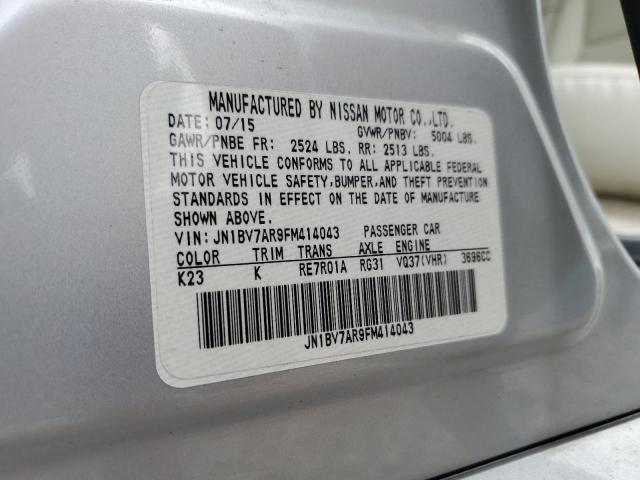 MANUFACTURED BY NISSAN MOTOR CO.,LTD.
DATE: 07/15 GVWR/PNBV: 5004 LBS.
GAWR/PNBE FR: 2524 LBS. RR: 2513 LBS.
THIS VEHICLE CONFORMS TO ALL APPLICABLE FEDERAL
MOTOR VEHICLE SAFETY,BUMPER,AND THEFT PREVENTION
STANDARDS IN EFFECT ON THE DATE OF MANUFACTURE
SHOWN ABOVE.
VIN: JN1BV7AR9FM414043 PASSENGER CAR
COLOR TRIM TRANS AXLE ENGINE
K23 K RE7R01A RG31 VQ37(VHR) 3696CC
JN1BV7AR9FM414043